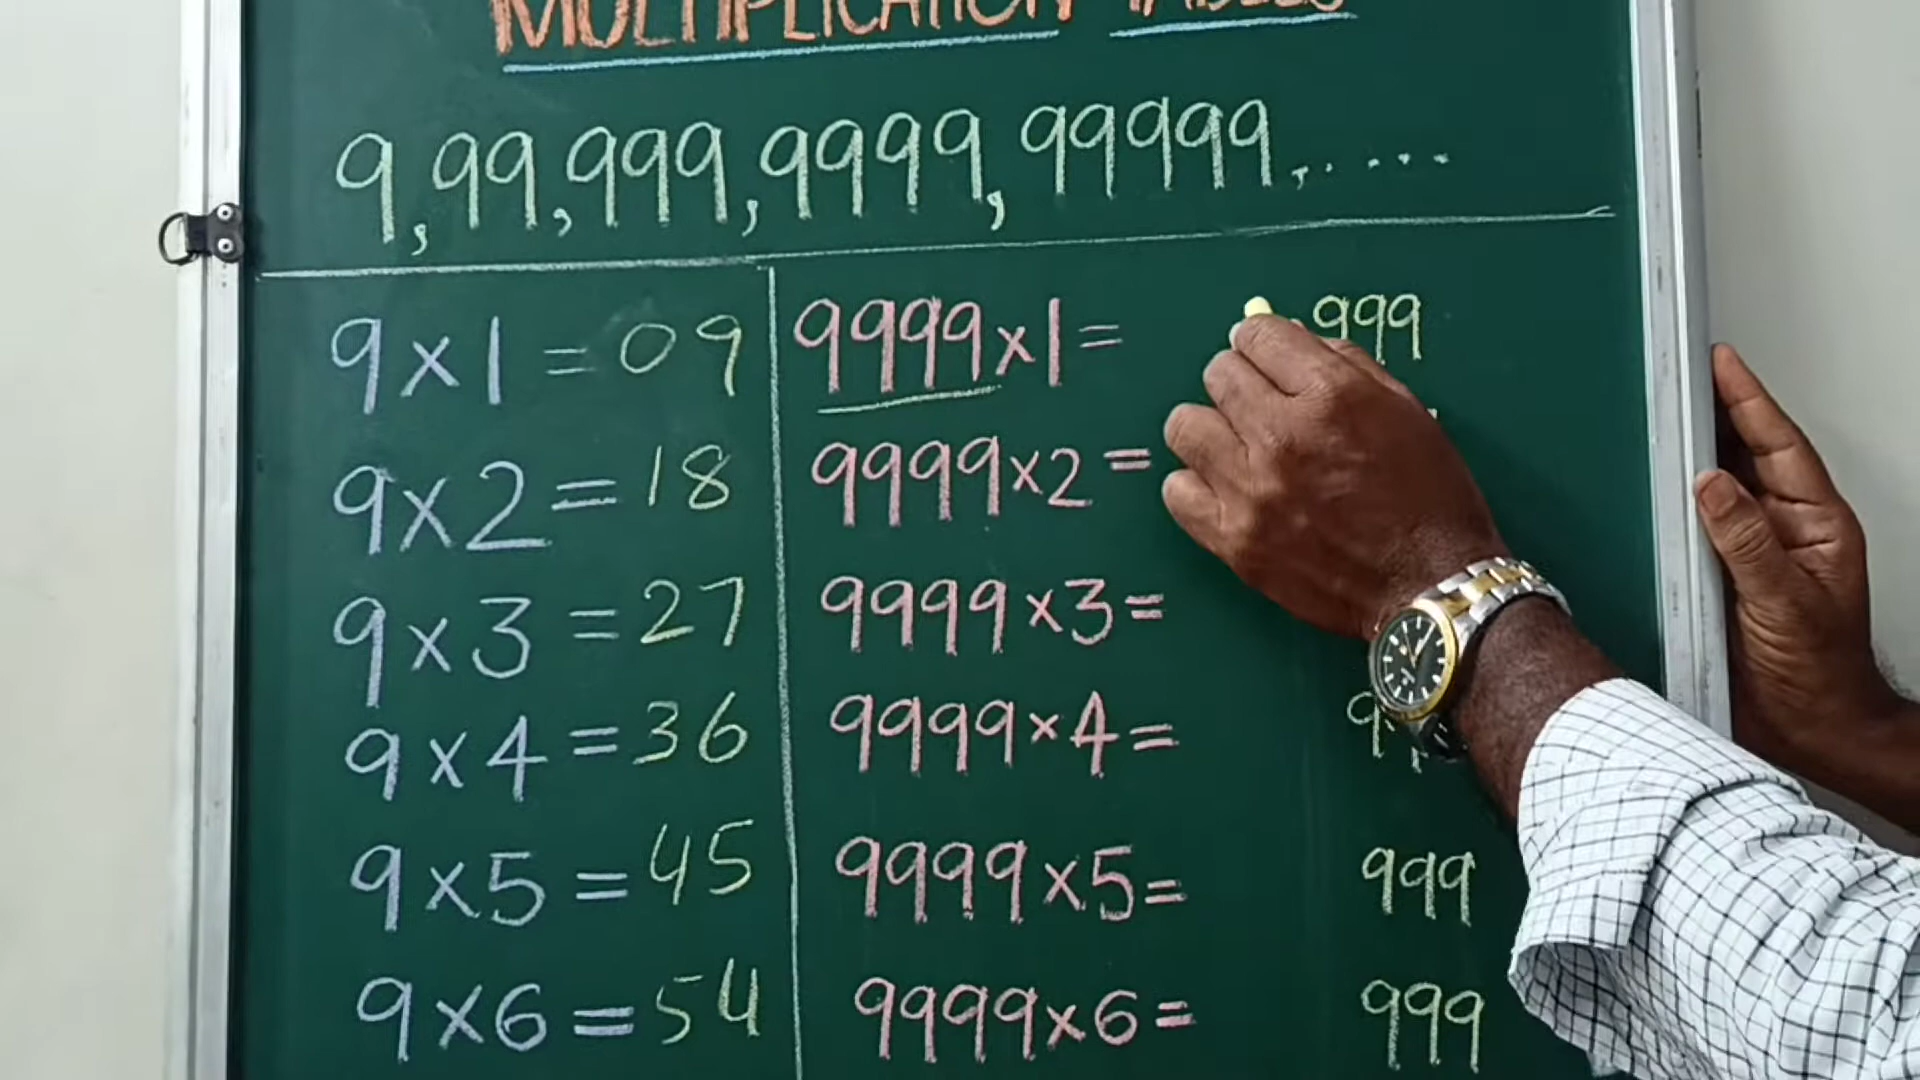 MULTIPLICATION TABLES
9, 99, 999, 9999, 99999, . . . . .
9 × 1 = 09
9999 × 1 = 999
9 × 2 = 18
9999 × 2 =
9 × 3 = 27
9999 × 3 =
9 × 4 = 36
9999 × 4 =
9 × 5 = 45
9999 × 5 = 999
9 × 6 = 54
9999 × 6 = 999